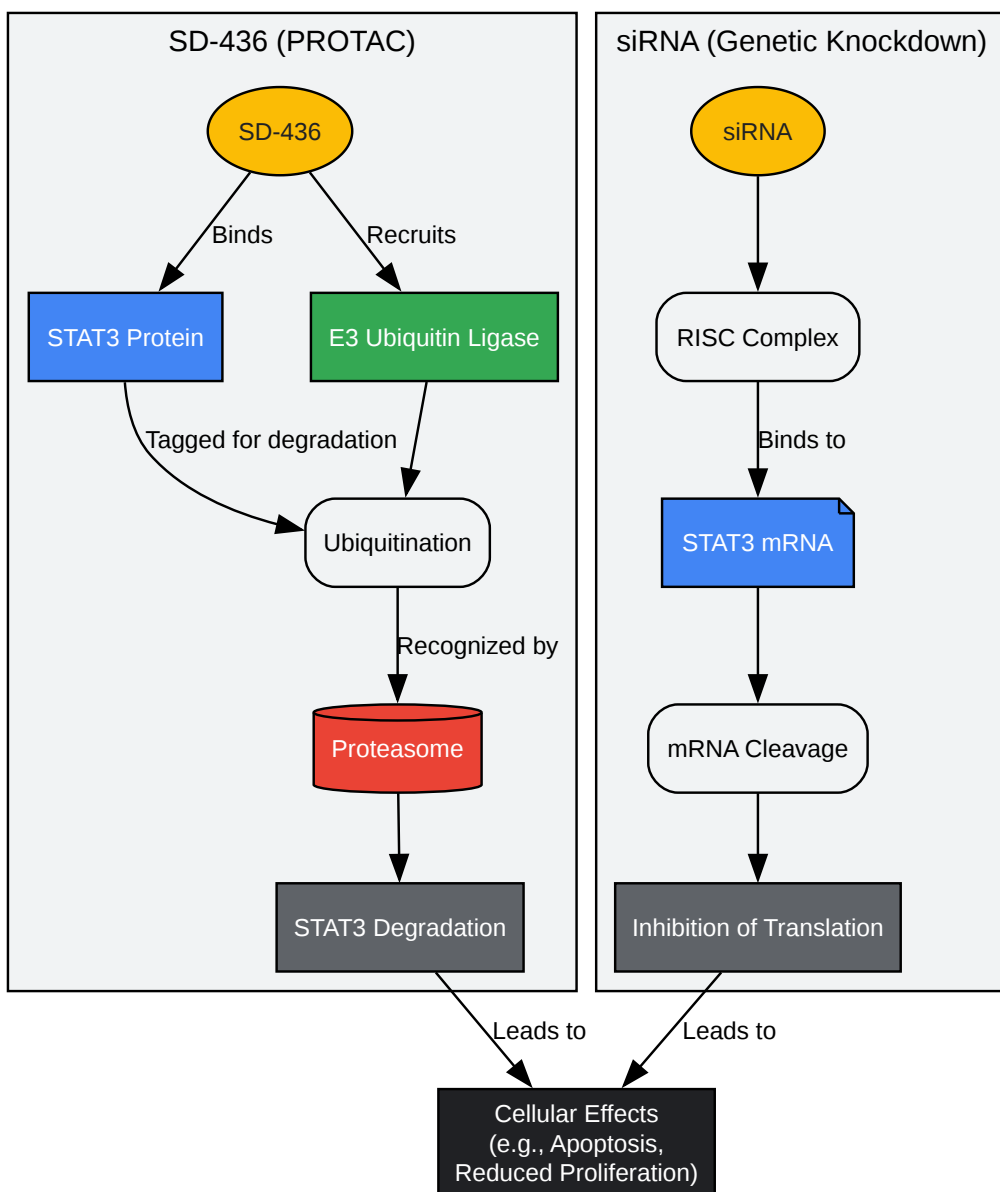 SD-436 (PROTAC)
SD-436
Binds
Recruits
STAT3 Protein
E3 Ubiquitin Ligase
Tagged for degradation
Ubiquitination
Recognized by
Proteasome
STAT3 Degradation
Leads to
siRNA (Genetic Knockdown)
siRNA
RISC Complex
Binds to
STAT3 mRNA
mRNA Cleavage
Inhibition of Translation
Leads to
Cellular Effects
(e.g., Apoptosis,
Reduced Proliferation)